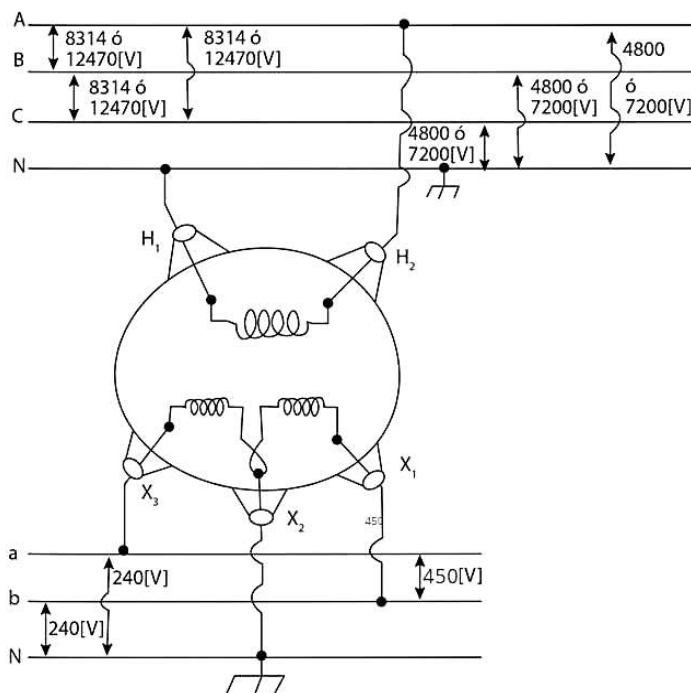 A
8314 ó
12470[V]
8314 ó
12470[V]
4800
B
8314 ó
12470[V]
4800 ó
7200[V]
ó
7200[V]
C
4800 ó
7200[V]
N
H1
H2
X3
X2
X1
450
a
240[V]
450[V]
b
240[V]
N